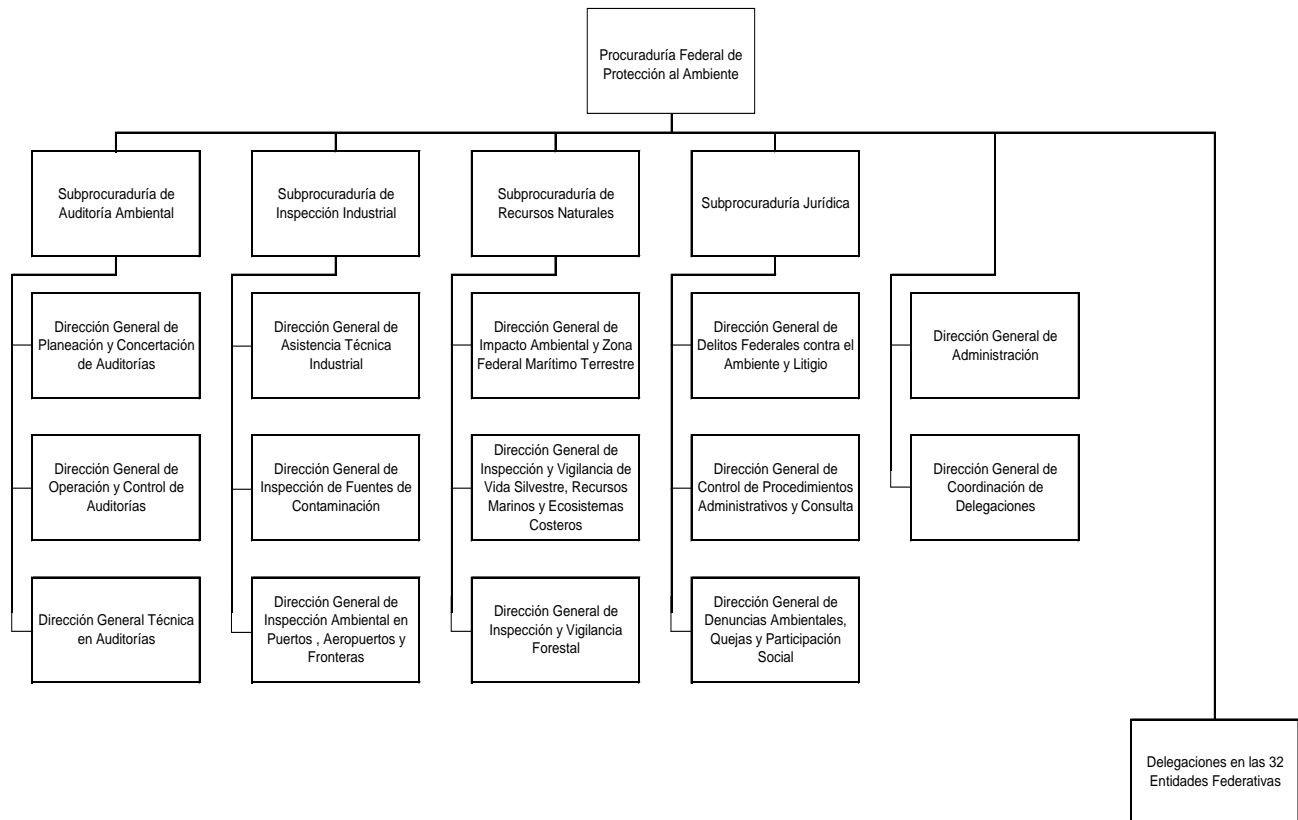 Procuraduría Federal de
Protección al Ambiente
Subprocuraduría de
Auditoría Ambiental
Subprocuraduría de
Inspección Industrial
Subprocuraduría de
Recursos Naturales
Subprocuraduría Jurídica
Dirección General de
Planeación y Concertación
de Auditorías
Dirección General de
Asistencia Técnica
Industrial
Dirección General de
Impacto Ambiental y Zona
Federal Marítimo Terrestre
Dirección General de
Delitos Federales contra el
Ambiente y Litigio
Dirección General de
Administración
Dirección General de
Operación y Control de
Auditorías
Dirección General de
Inspección de Fuentes de
Contaminación
Dirección General de
Inspección y Vigilancia de
Vida Silvestre, Recursos
Marinos y Ecosistemas
Costeros
Dirección General de
Control de Procedimientos
Administrativos y Consulta
Dirección General de
Coordinación de
Delegaciones
Dirección General Técnica
en Auditorías
Dirección General de
Inspección Ambiental en
Puertos , Aeropuertos y
Fronteras
Dirección General de
Inspección y Vigilancia
Forestal
Dirección General de
Denuncias Ambientales,
Quejas y Participación
Social
Delegaciones en las 32
Entidades Federativas